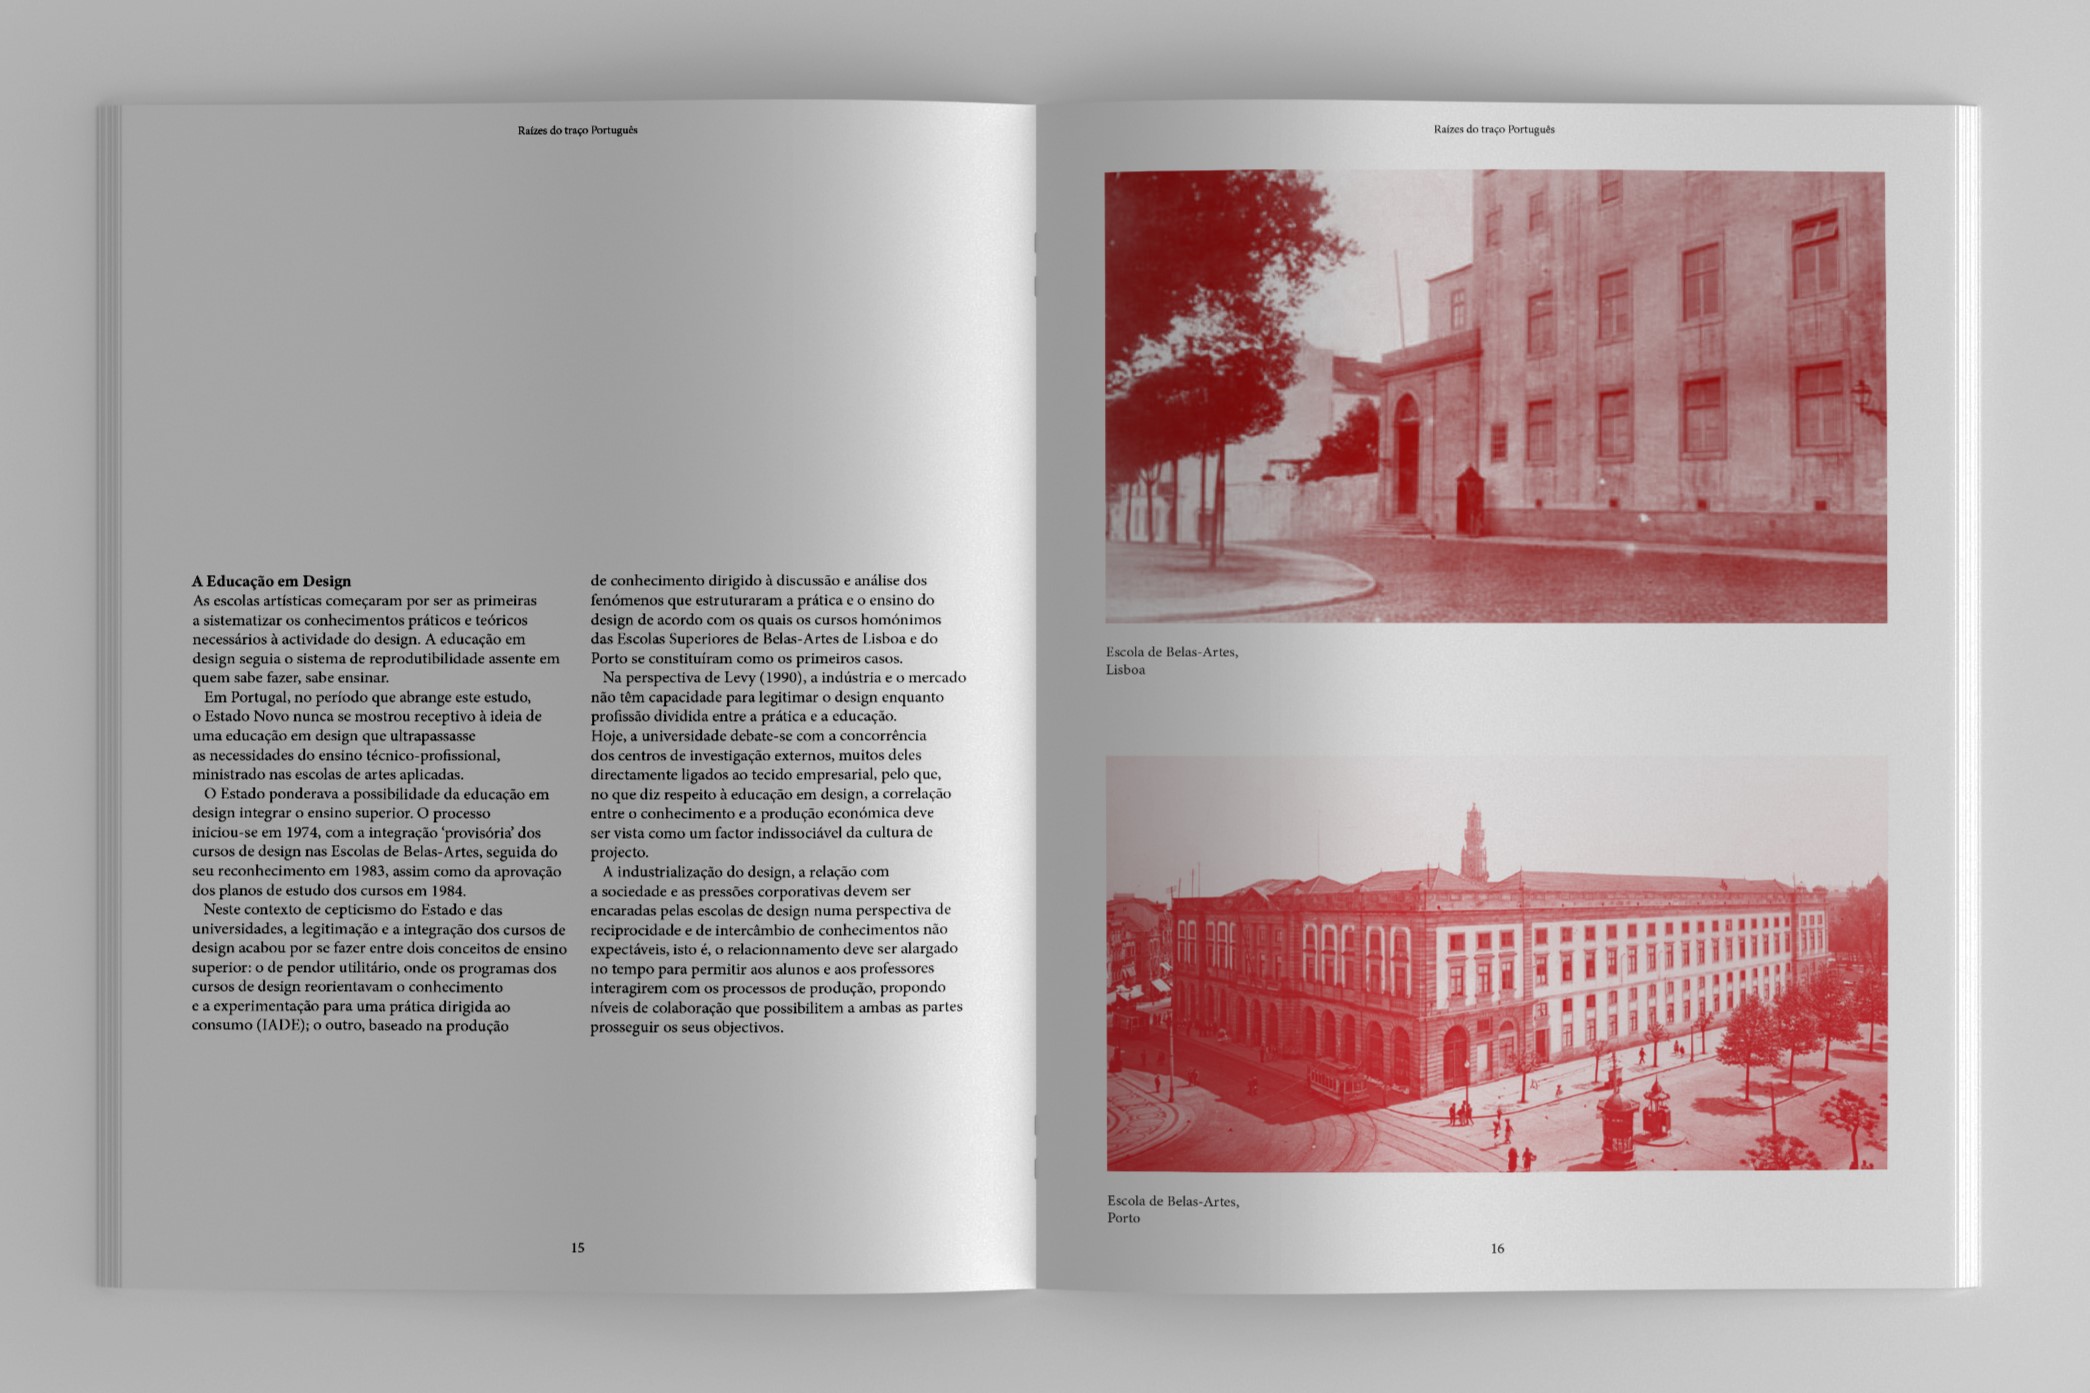 Raízes do traço Português
A Educação em Design
As escolas artísticas começaram por ser as primeiras
a sistematizar os conhecimentos práticos e teóricos
necessários à actividade do design. A educação em
design seguia o sistema de reprodutibilidade assente em
quem sabe fazer, sabe ensinar.
Em Portugal, no período que abrange este estudo,
o Estado Novo nunca se mostrou receptivo à ideia de
uma educação em design que ultrapassasse
as necessidades do ensino técnico-profissional,
ministrado nas escolas de artes aplicadas.
O Estado ponderava a possibilidade da educação em
design integrar o ensino superior. O processo
iniciou-se em 1974, com a integração ‘provisória’ dos
cursos de design nas Escolas de Belas-Artes, seguida do
seu reconhecimento em 1983, assim como da aprovação
dos planos de estudo dos cursos em 1984.
Neste contexto de cepticismo do Estado e das
universidades, a legitimação e a integração dos cursos de
design acabou por se fazer entre dois conceitos de ensino
superior: o de pendor utilitário, onde os programas dos
cursos de design reorientavam o conhecimento
e a experimentação para uma prática dirigida ao
consumo (IADE); o outro, baseado na produção
de conhecimento dirigido à discussão e análise dos
fenómenos que estruturaram a prática e o ensino do
design de acordo com os quais os cursos homónimos
das Escolas Superiores de Belas-Artes de Lisboa e do
Porto se constituíram como os primeiros casos.
Na perspectiva de Levy (1990), a indústria e o mercado
não têm capacidade para legitimar o design enquanto
profissão dividida entre a prática e a educação.
Hoje, a universidade debate-se com a concorrência
dos centros de investigação externos, muitos deles
directamente ligados ao tecido empresarial, pelo que,
no que diz respeito à educação em design, a correlação
entre o conhecimento e a produção económica deve
ser vista como um factor indissociável da cultura de
projecto.
A industrialização do design, a relação com
a sociedade e as pressões corporativas devem ser
encaradas pelas escolas de design numa perspectiva de
reciprocidade e de intercâmbio de conhecimentos não
expectáveis, isto é, o relacionnamento deve ser alargado
no tempo para permitir aos alunos e aos professores
interagirem com os processos de produção, propondo
níveis de colaboração que possibilitem a ambas as partes
prosseguir os seus objectivos.
15
Raízes do traço Português
Escola de Belas-Artes,
Lisboa
Escola de Belas-Artes,
Porto
16